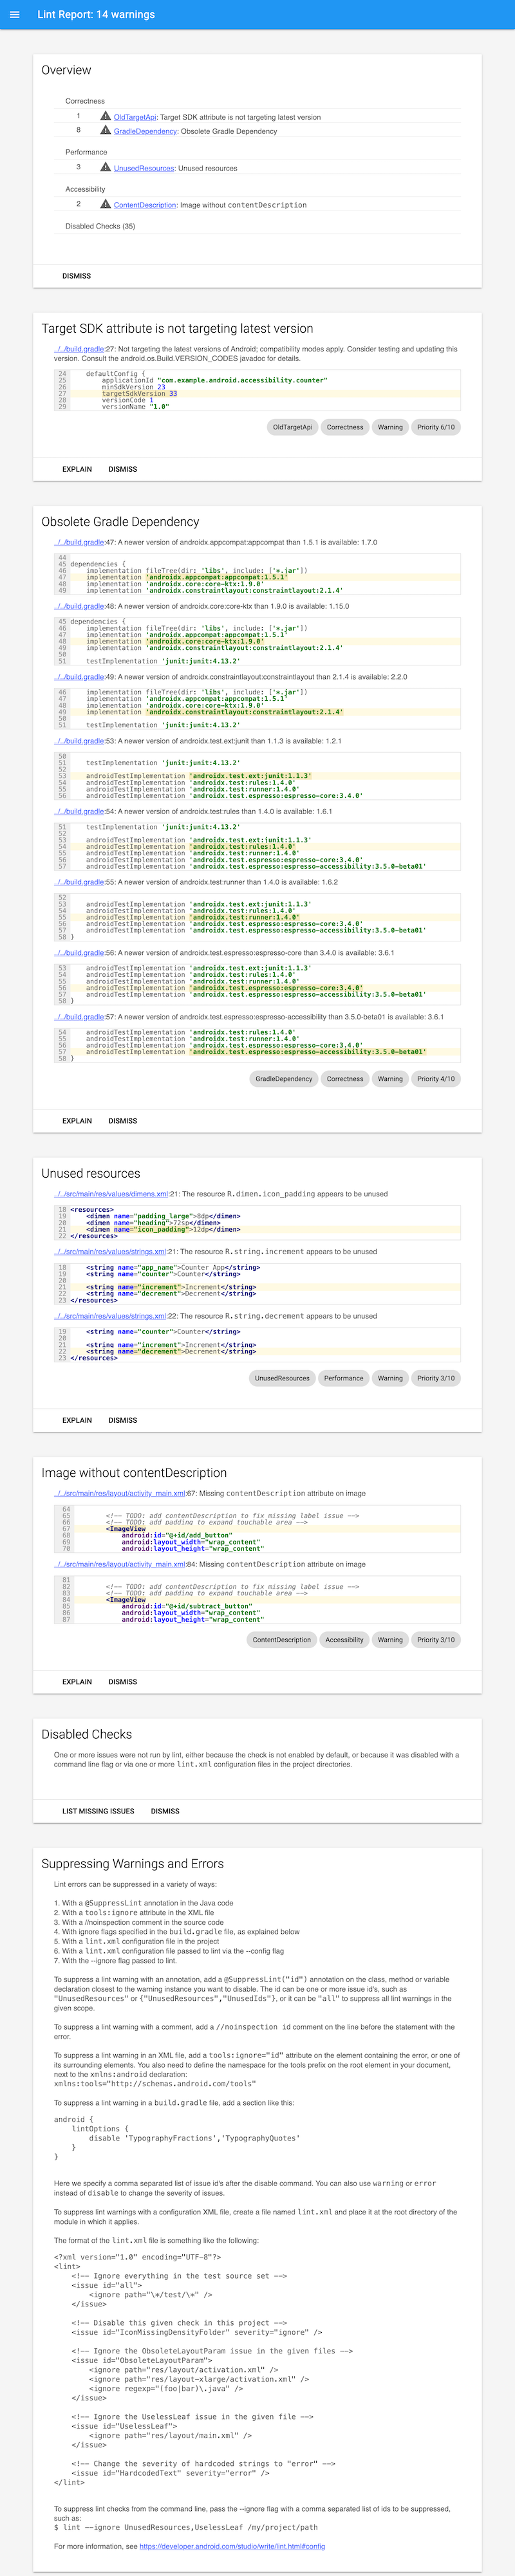 Lint Report: 14 warnings
Overview
Correctness
1 OldTargetApi: Target SDK attribute is not targeting latest version
8 GradleDependency: Obsolete Gradle Dependency
Performance
3 UnusedResources: Unused resources
Accessibility
2 ContentDescription: Image without contentDescription
Disabled Checks (35)
DISMISS
Target SDK attribute is not targeting latest version
../../build.gradle:27: Not targeting the latest versions of Android; compatibility modes apply. Consider testing and updating this
version. Consult the android.os.Build.VERSION_CODES javadoc for details.
24     defaultConfig {
25         applicationId "com.example.android.accessibility.counter"
26         minSdkVersion 23
27         targetSdkVersion 33
28         versionCode 1
29         versionName "1.0"
OldTargetApi Correctness Warning Priority 6/10
EXPLAIN DISMISS
Obsolete Gradle Dependency
../../build.gradle:47: A newer version of androidx.appcompat:appcompat than 1.5.1 is available: 1.7.0
44
45 dependencies {
46     implementation fileTree(dir: 'libs', include: ['*.jar'])
47     implementation 'androidx.appcompat:appcompat:1.5.1'
48     implementation 'androidx.core:core-ktx:1.9.0'
49     implementation 'androidx.constraintlayout:constraintlayout:2.1.4'
../../build.gradle:48: A newer version of androidx.core:core-ktx than 1.9.0 is available: 1.15.0
45 dependencies {
46     implementation fileTree(dir: 'libs', include: ['*.jar'])
47     implementation 'androidx.appcompat:appcompat:1.5.1'
48     implementation 'androidx.core:core-ktx:1.9.0'
49     implementation 'androidx.constraintlayout:constraintlayout:2.1.4'
50
51     testImplementation 'junit:junit:4.13.2'
../../build.gradle:49: A newer version of androidx.constraintlayout:constraintlayout than 2.1.4 is available: 2.2.0
46     implementation fileTree(dir: 'libs', include: ['*.jar'])
47     implementation 'androidx.appcompat:appcompat:1.5.1'
48     implementation 'androidx.core:core-ktx:1.9.0'
49     implementation 'androidx.constraintlayout:constraintlayout:2.1.4'
50
51     testImplementation 'junit:junit:4.13.2'
../../build.gradle:53: A newer version of androidx.test.ext:junit than 1.1.3 is available: 1.2.1
50
51     testImplementation 'junit:junit:4.13.2'
52
53     androidTestImplementation 'androidx.test.ext:junit:1.1.3'
54     androidTestImplementation 'androidx.test:rules:1.4.0'
55     androidTestImplementation 'androidx.test:runner:1.4.0'
56     androidTestImplementation 'androidx.test.espresso:espresso-core:3.4.0'
../../build.gradle:54: A newer version of androidx.test:rules than 1.4.0 is available: 1.6.1
51     testImplementation 'junit:junit:4.13.2'
52
53     androidTestImplementation 'androidx.test.ext:junit:1.1.3'
54     androidTestImplementation 'androidx.test:rules:1.4.0'
55     androidTestImplementation 'androidx.test:runner:1.4.0'
56     androidTestImplementation 'androidx.test.espresso:espresso-core:3.4.0'
57     androidTestImplementation 'androidx.test.espresso:espresso-accessibility:3.5.0-beta01'
../../build.gradle:55: A newer version of androidx.test:runner than 1.4.0 is available: 1.6.2
52
53     androidTestImplementation 'androidx.test.ext:junit:1.1.3'
54     androidTestImplementation 'androidx.test:rules:1.4.0'
55     androidTestImplementation 'androidx.test:runner:1.4.0'
56     androidTestImplementation 'androidx.test.espresso:espresso-core:3.4.0'
57     androidTestImplementation 'androidx.test.espresso:espresso-accessibility:3.5.0-beta01'
58 }
../../build.gradle:56: A newer version of androidx.test.espresso:espresso-core than 3.4.0 is available: 3.6.1
53     androidTestImplementation 'androidx.test.ext:junit:1.1.3'
54     androidTestImplementation 'androidx.test:rules:1.4.0'
55     androidTestImplementation 'androidx.test:runner:1.4.0'
56     androidTestImplementation 'androidx.test.espresso:espresso-core:3.4.0'
57     androidTestImplementation 'androidx.test.espresso:espresso-accessibility:3.5.0-beta01'
58 }
../../build.gradle:57: A newer version of androidx.test.espresso:espresso-accessibility than 3.5.0-beta01 is available: 3.6.1
54     androidTestImplementation 'androidx.test:rules:1.4.0'
55     androidTestImplementation 'androidx.test:runner:1.4.0'
56     androidTestImplementation 'androidx.test.espresso:espresso-core:3.4.0'
57     androidTestImplementation 'androidx.test.espresso:espresso-accessibility:3.5.0-beta01'
58 }
GradleDependency Correctness Warning Priority 4/10
EXPLAIN DISMISS
Unused resources
../../src/main/res/values/dimens.xml:21: The resource R.dimen.icon_padding appears to be unused
18 <resources>
19     <dimen name="padding_large">8dp</dimen>
20     <dimen name="heading">72sp</dimen>
21     <dimen name="icon_padding">12dp</dimen>
22 </resources>
../../src/main/res/values/strings.xml:21: The resource R.string.increment appears to be unused
18     <string name="app_name">Counter App</string>
19     <string name="counter">Counter</string>
20
21     <string name="increment">Increment</string>
22     <string name="decrement">Decrement</string>
23 </resources>
../../src/main/res/values/strings.xml:22: The resource R.string.decrement appears to be unused
19     <string name="counter">Counter</string>
20
21     <string name="increment">Increment</string>
22     <string name="decrement">Decrement</string>
23 </resources>
UnusedResources Performance Warning Priority 3/10
EXPLAIN DISMISS
Image without contentDescription
../../src/main/res/layout/activity_main.xml:67: Missing contentDescription attribute on image
64
65         <!-- TODO: add contentDescription to fix missing label issue -->
66         <!-- TODO: add padding to expand touchable area -->
67         <ImageView
68             android:id="@+id/add_button"
69             android:layout_width="wrap_content"
70             android:layout_height="wrap_content"
../../src/main/res/layout/activity_main.xml:84: Missing contentDescription attribute on image
81
82         <!-- TODO: add contentDescription to fix missing label issue -->
83         <!-- TODO: add padding to expand touchable area -->
84         <ImageView
85             android:id="@+id/subtract_button"
86             android:layout_width="wrap_content"
87             android:layout_height="wrap_content"
ContentDescription Accessibility Warning Priority 3/10
EXPLAIN DISMISS
Disabled Checks
One or more issues were not run by lint, either because the check is not enabled by default, or because it was disabled with a
command line flag or via one or more lint.xml configuration files in the project directories.
LIST MISSING ISSUES DISMISS
Suppressing Warnings and Errors
Lint errors can be suppressed in a variety of ways:
1. With a @SuppressLint annotation in the Java code
2. With a tools:ignore attribute in the XML file
3. With a //noinspection comment in the source code
4. With ignore flags specified in the build.gradle file, as explained below
5. With a lint.xml configuration file in the project
6. With a lint.xml configuration file passed to lint via the --config flag
7. With the --ignore flag passed to lint.
To suppress a lint warning with an annotation, add a @SuppressLint("id") annotation on the class, method or variable
declaration closest to the warning instance you want to disable. The id can be one or more issue id's, such as
"UnusedResources" or {"UnusedResources","UnusedIds"}, or it can be "all" to suppress all lint warnings in the
given scope.
To suppress a lint warning with a comment, add a //noinspection id comment on the line before the statement with the
error.
To suppress a lint warning in an XML file, add a tools:ignore="id" attribute on the element containing the error, or one of
its surrounding elements. You also need to define the namespace for the tools prefix on the root element in your document,
next to the xmlns:android declaration:
xmlns:tools="http://schemas.android.com/tools"
To suppress a lint warning in a build.gradle file, add a section like this:
android {
    lintOptions {
        disable 'TypographyFractions','TypographyQuotes'
    }
}
Here we specify a comma separated list of issue id's after the disable command. You can also use warning or error
instead of disable to change the severity of issues.
To suppress lint warnings with a configuration XML file, create a file named lint.xml and place it at the root directory of the
module in which it applies.
The format of the lint.xml file is something like the following:
<?xml version="1.0" encoding="UTF-8"?>
<lint>
    <!-- Ignore everything in the test source set -->
    <issue id="all">
        <ignore path="\*/test/\*" />
    </issue>
    <!-- Disable this given check in this project -->
    <issue id="IconMissingDensityFolder" severity="ignore" />
    <!-- Ignore the ObsoleteLayoutParam issue in the given files -->
    <issue id="ObsoleteLayoutParam">
        <ignore path="res/layout/activation.xml" />
        <ignore path="res/layout-xlarge/activation.xml" />
        <ignore regexp="(foo|bar)\.java" />
    </issue>
    <!-- Ignore the UselessLeaf issue in the given file -->
    <issue id="UselessLeaf">
        <ignore path="res/layout/main.xml" />
    </issue>
    <!-- Change the severity of hardcoded strings to "error" -->
    <issue id="HardcodedText" severity="error" />
</lint>
To suppress lint checks from the command line, pass the --ignore flag with a comma separated list of ids to be suppressed,
such as:
$ lint --ignore UnusedResources,UselessLeaf /my/project/path
For more information, see https://developer.android.com/studio/write/lint.html#config